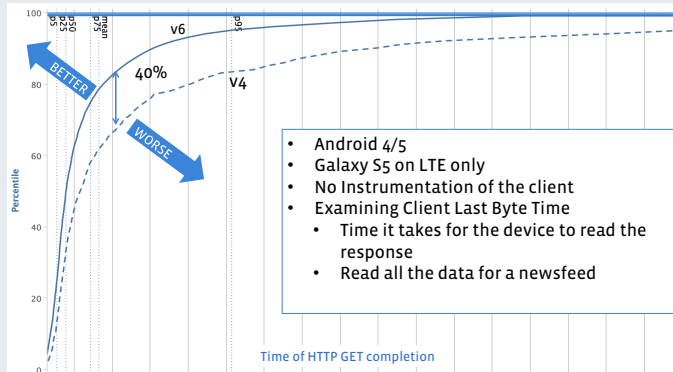 100
p5
p25
p50
p75
mean
p95
v6
BETTER
40%
v4
80
WORSE
Android 4/5
Galaxy S5 on LTE only
No Instrumentation of the client
Examining Client Last Byte Time
Time it takes for the device to read the
response
Read all the data for a newsfeed
60
Percentile
40
20
0
Time of HTTP GET completion